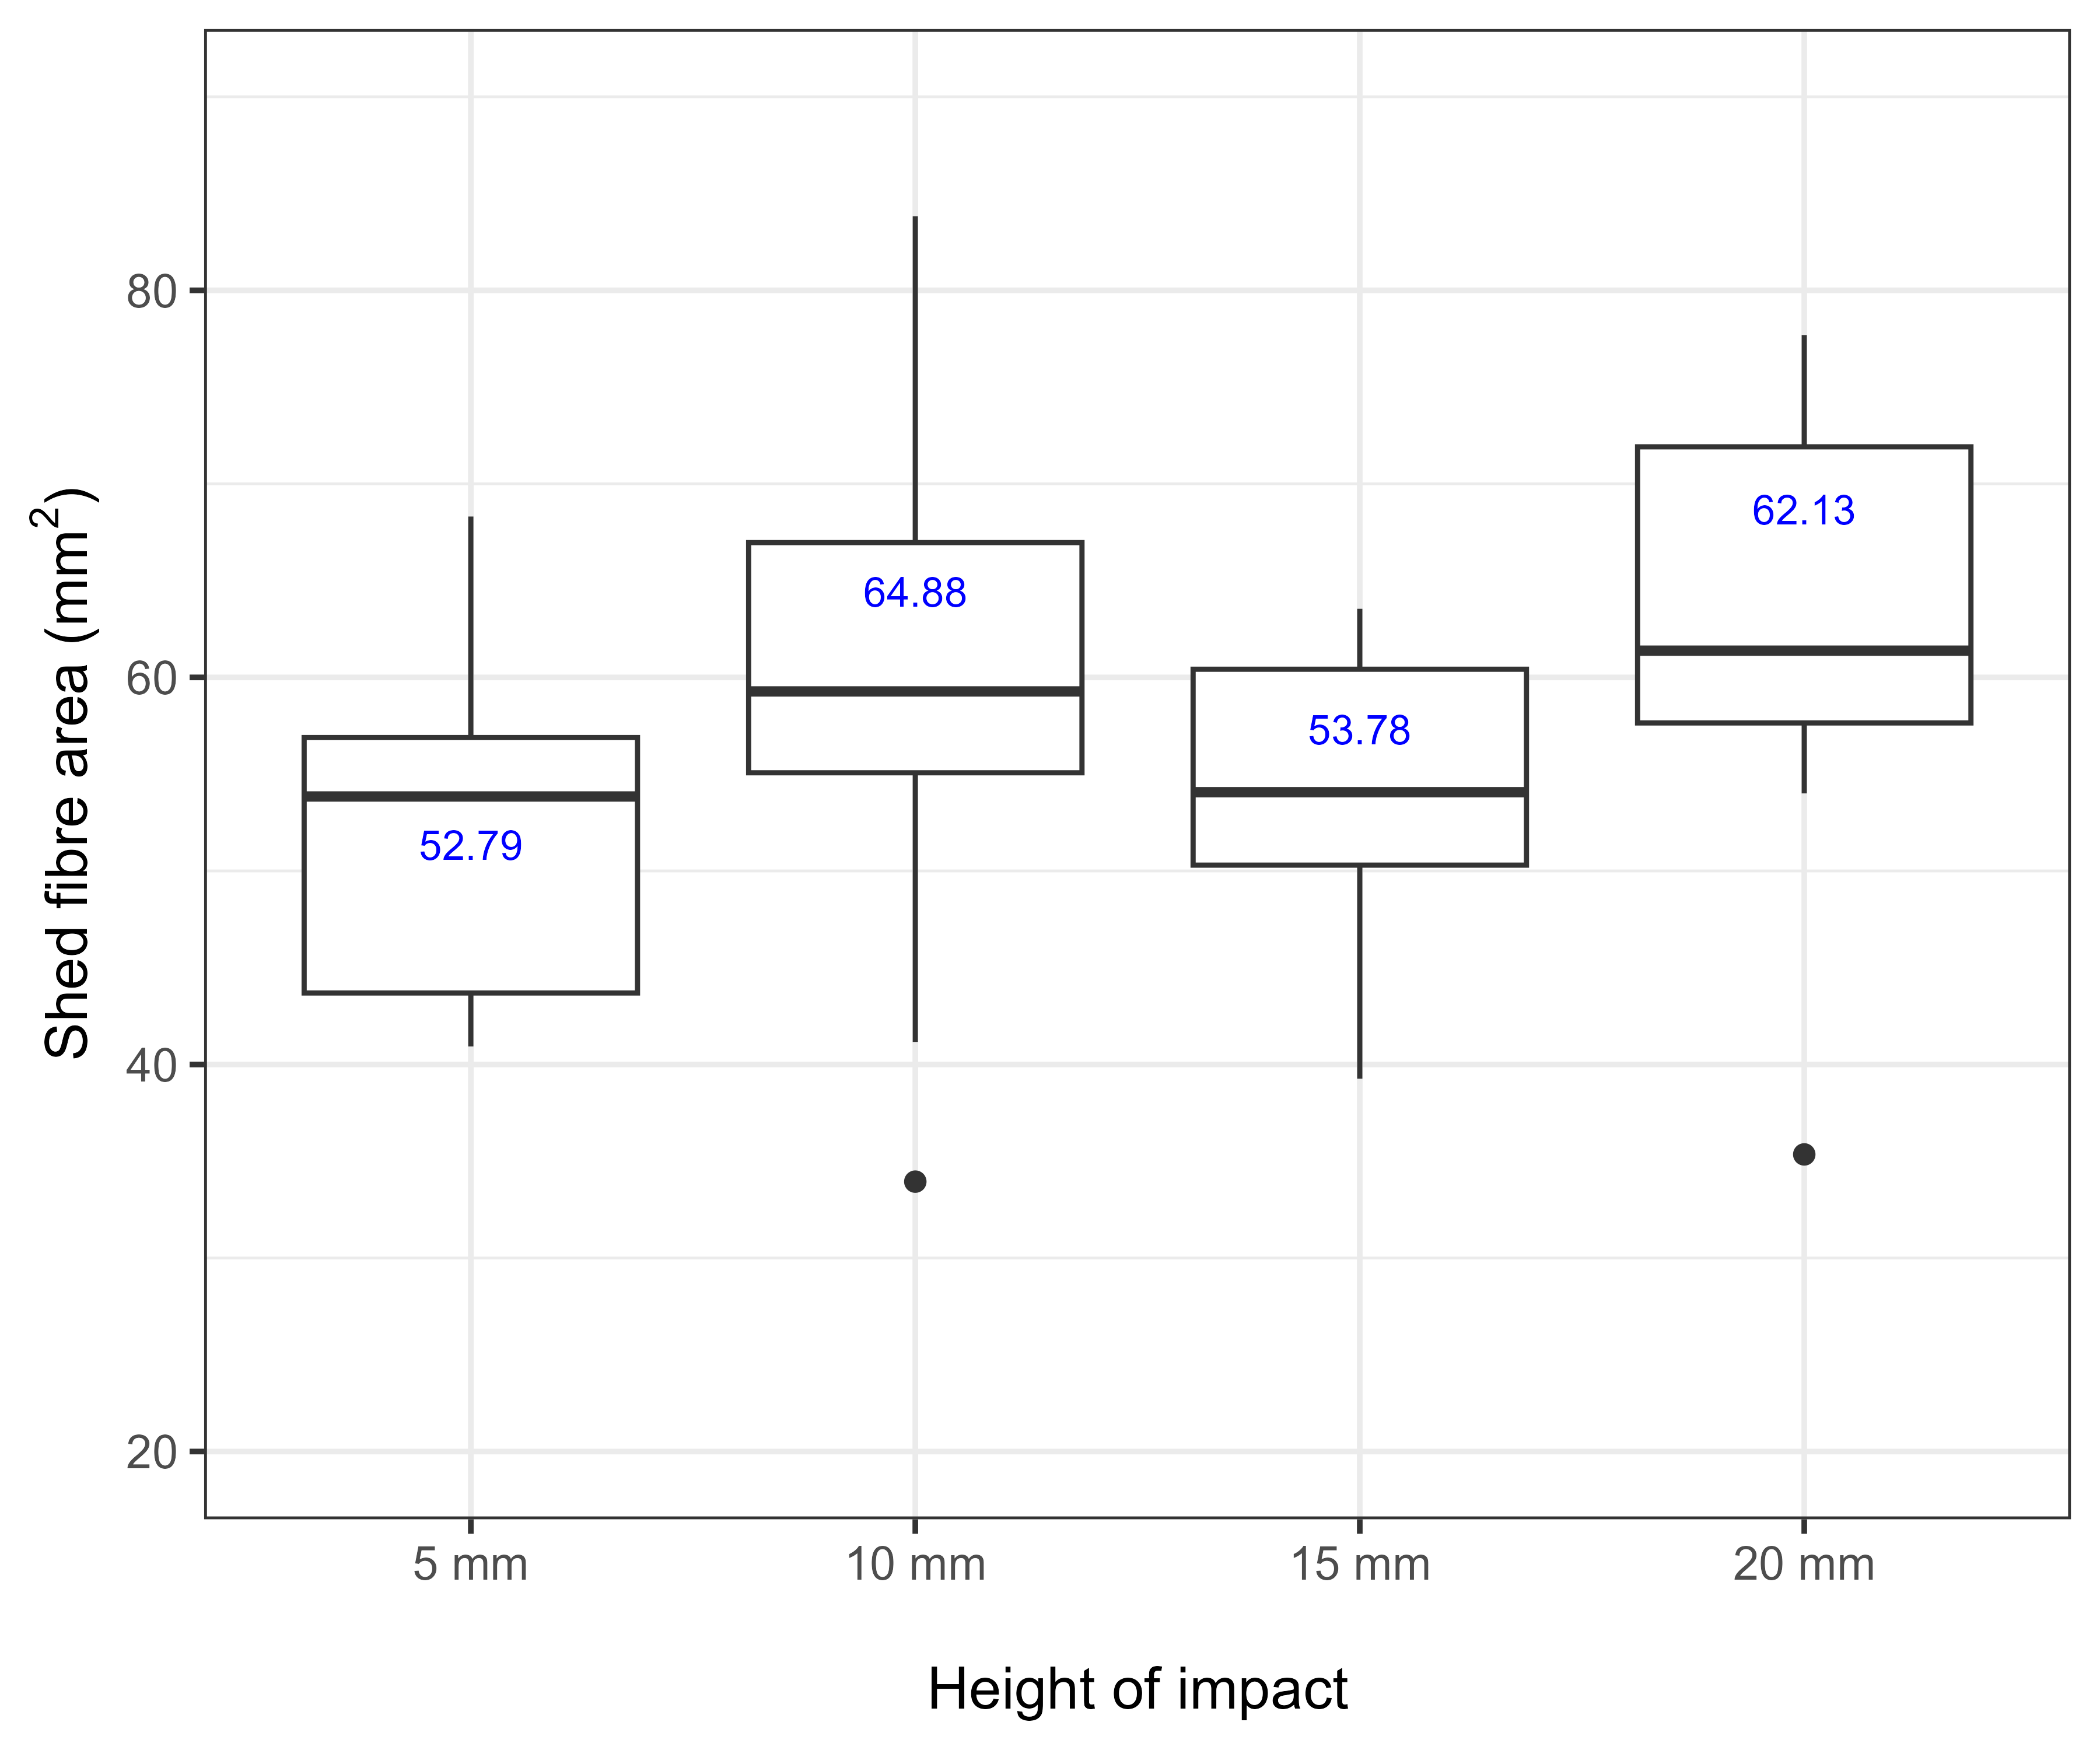 Shed fibre area (mm²)
80
60
40
20
52.79
64.88
53.78
62.13
5 mm
10 mm
15 mm
20 mm
Height of impact